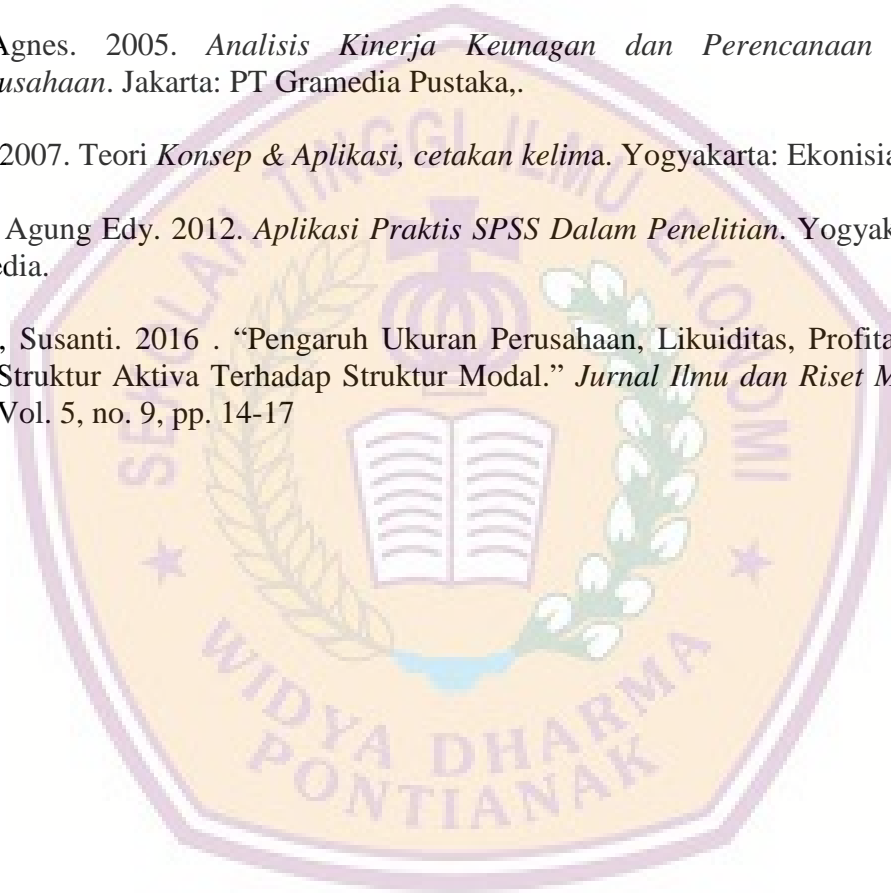 Agnes. 2005. Analisis Kinerja Keunagan dan Perencanaan
usahaan. Jakarta: PT Gramedia Pustaka,.
2007. Teori Konsep & Aplikasi, cetakan kelima. Yogyakarta: Ekonisia
Agung Edy. 2012. Aplikasi Praktis SPSS Dalam Penelitian. Yogyak
edia.
, Susanti. 2016 . “Pengaruh Ukuran Perusahaan, Likuiditas, Profita
Struktur Aktiva Terhadap Struktur Modal.” Jurnal Ilmu dan Riset M
Vol. 5, no. 9, pp. 14-17
SEKOLAH TINGGI ILMU EKONOMI
WIDYA DHARMA
PONTIANAK